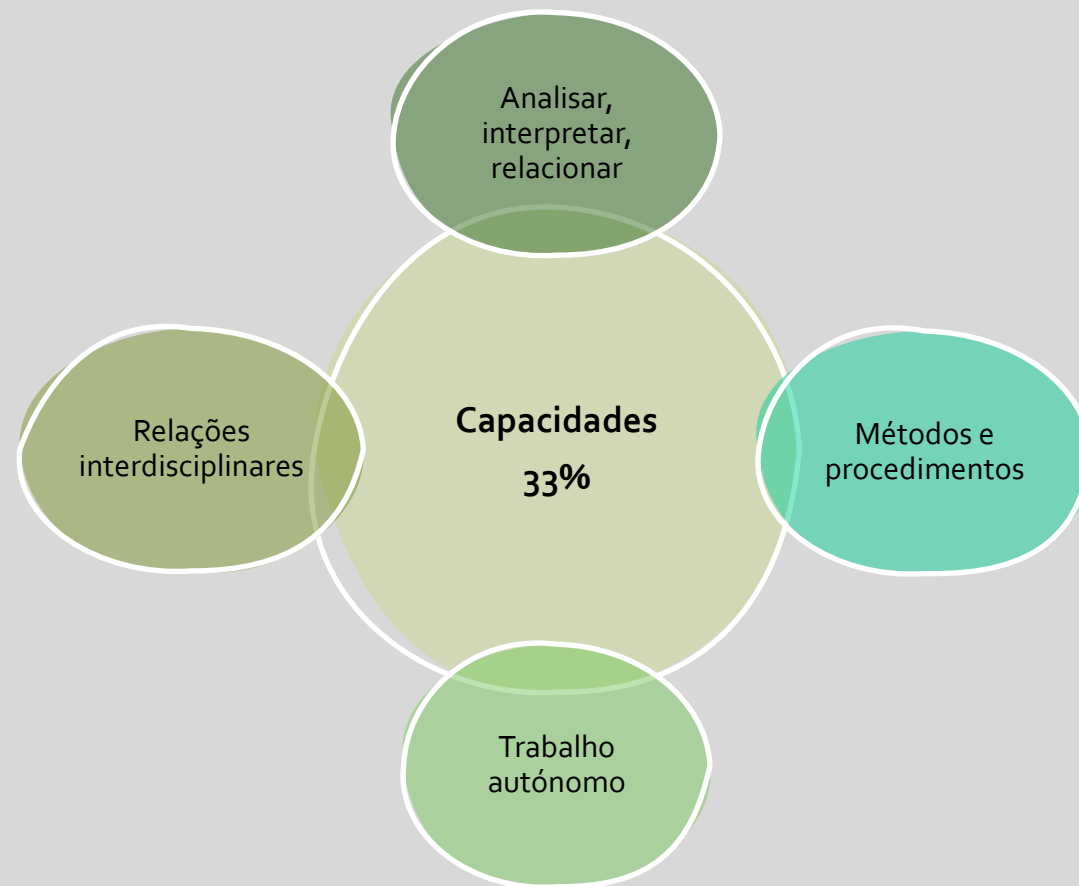 Analisar,
interpretar,
relacionar
Relações
interdisciplinares
Capacidades
33%
Métodos e
procedimentos
Trabalho
autónomo